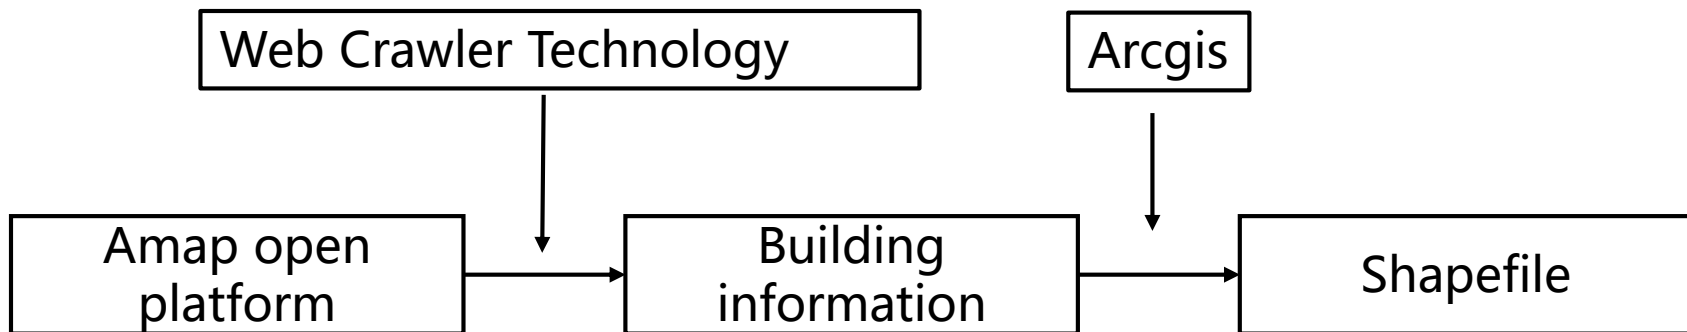 Web Crawler Technology
Arcgis
Amap open
platform
Building
information
Shapefile